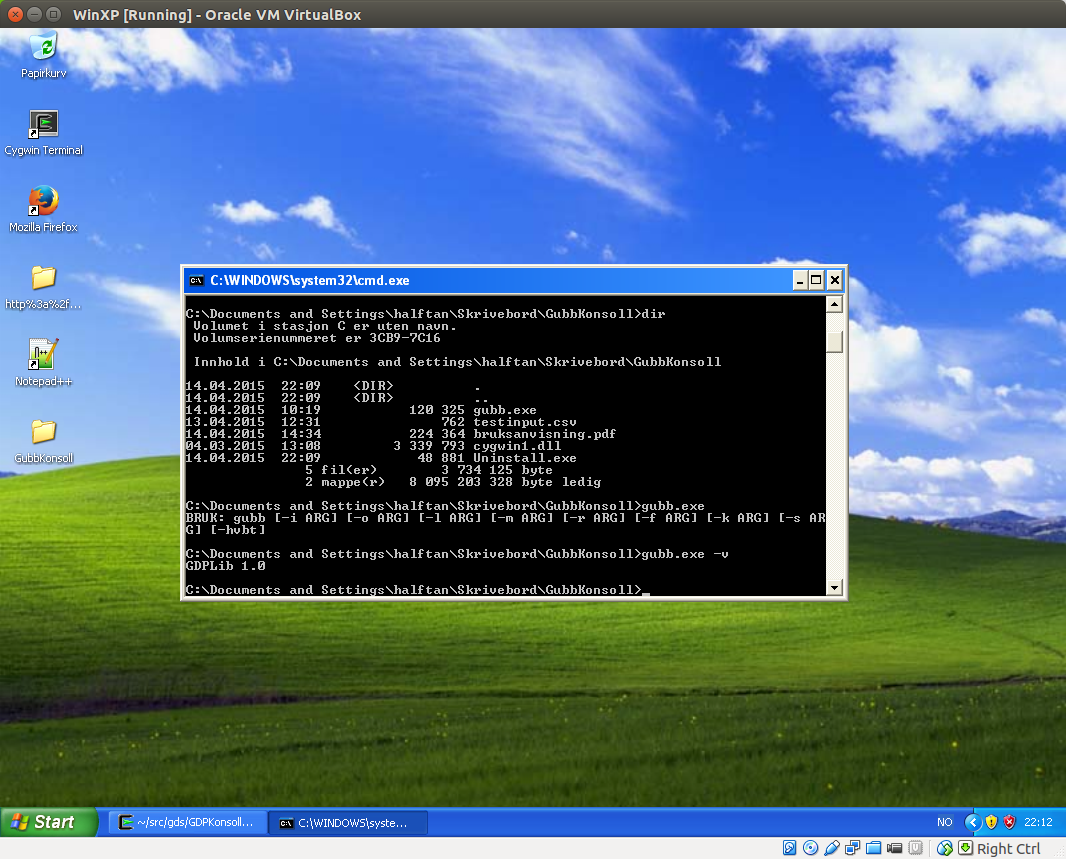 WinXP [Running] - Oracle VM VirtualBox
Papirkurv
Cygwin Terminal
Mozilla Firefox
http%3a%2f...
Notepad++
GubbKonsoll
C:\WINDOWS\system32\cmd.exe
C:\Documents and Settings\halftan\Skrivebord\GubbKonsoll>dir
Volumet i stasjon C er uten navn.
Volumserienummeret er 3CB9-7C16
Innhold i C:\Documents and Settings\halftan\Skrivebord\GubbKonsoll
14.04.2015 22:09 <DIR> .
14.04.2015 22:09 <DIR> ..
14.04.2015 10:19 120 325 gubb.exe
13.04.2015 12:31 762 testinput.csv
14.04.2015 14:34 224 364 bruksanvisning.pdf
04.03.2015 13:08 3 339 793 cygwin1.dll
14.04.2015 22:09 48 881 Uninstall.exe
5 fil(er) 3 734 125 byte
2 mappe(r) 8 095 203 328 byte ledig
C:\Documents and Settings\halftan\Skrivebord\GubbKonsoll>gubb.exe
BRUK: gubb [-i ARG] [-o ARG] [-l ARG] [-m ARG] [-r ARG] [-f ARG] [-k ARG] [-s AR
G] [-hvbt]
C:\Documents and Settings\halftan\Skrivebord\GubbKonsoll>gubb.exe -v
GDPLib 1.0
C:\Documents and Settings\halftan\Skrivebord\GubbKonsoll>_
Start
~/src/gds/GDPKonsoll...
C:\WINDOWS\syste...
NO
22:12
Right Ctrl